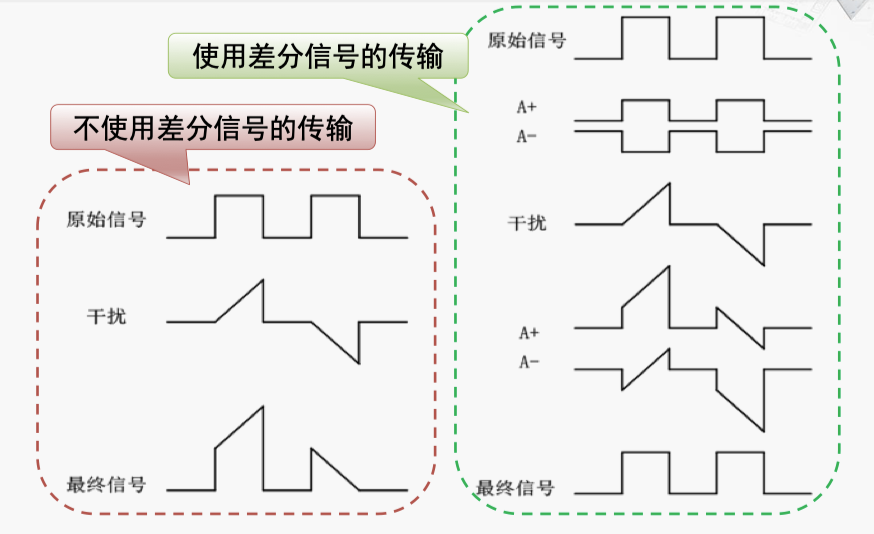 使用差分信号的传输
不使用差分信号的传输
原始信号
干扰
最终信号
原始信号
A+
A-
干扰
A+
A-
最终信号